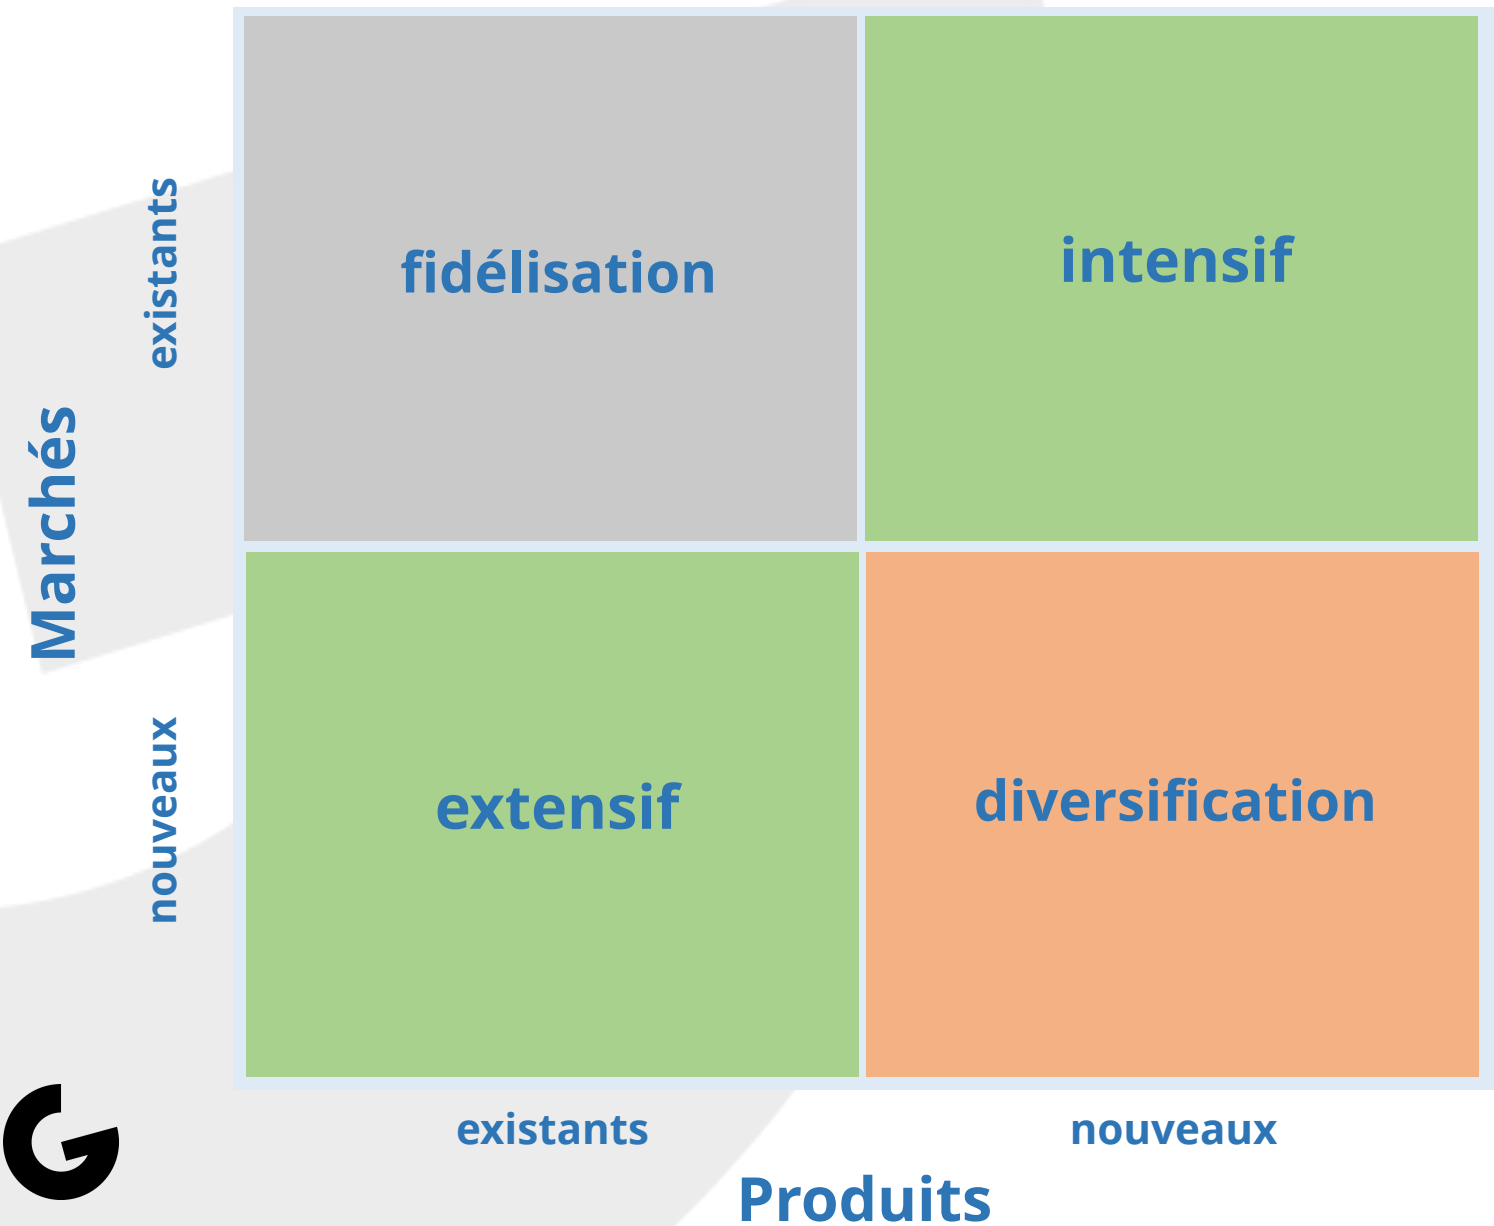 existants
fidélisation
intensif
Marchés
nouveaux
extensif
diversification
existants
nouveaux
Produits